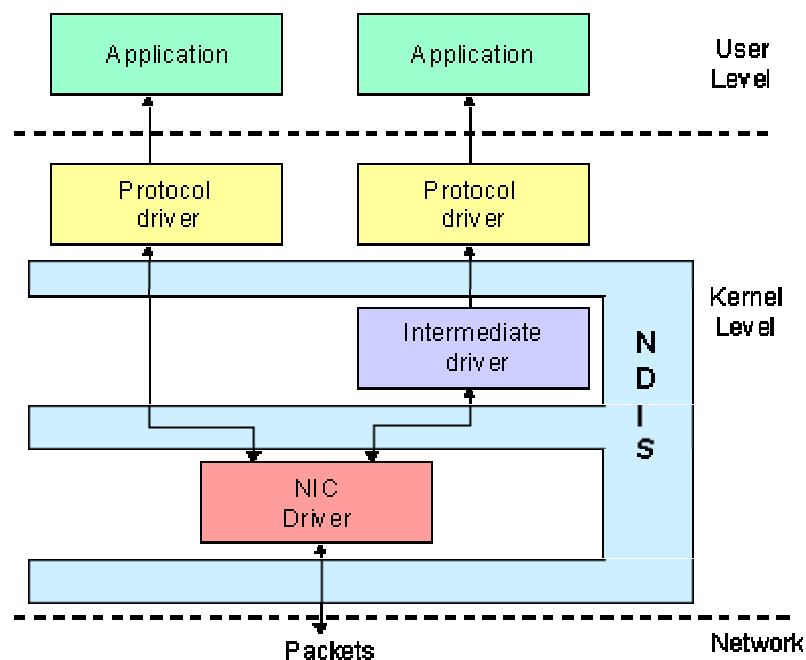 Application
Application
User
Level
Protocol
driver
Protocol
driver
Kernel
Level
Intermediate
driver
N
D
I
S
NIC
Driver
Packets
Network